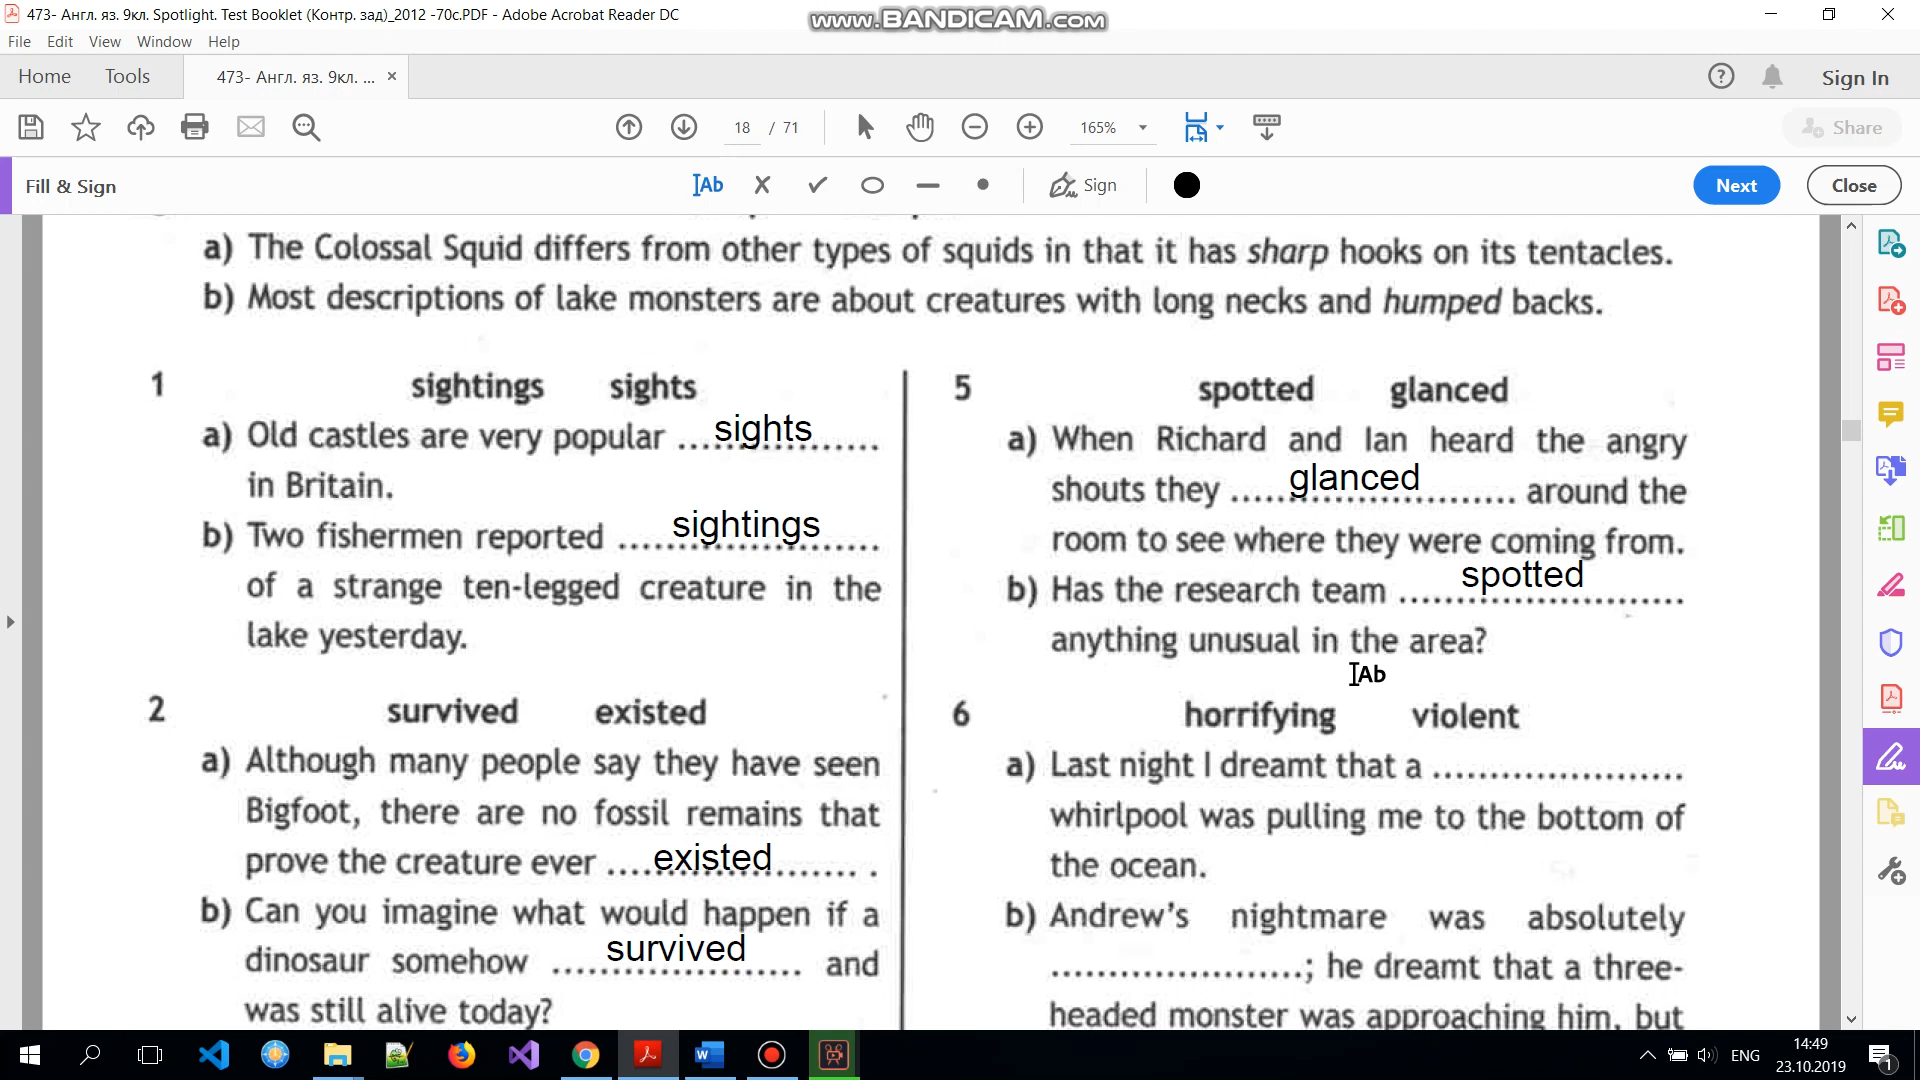 473- Англ. яз. 9кл. Spotlight. Test Booklet (Контр. зад)_2012 -70с.PDF - Adobe Acrobat Reader DC
www.BANDICAM.com
File Edit View Window Help
Home Tools 473- Англ. яз. 9кл. ... × Sign In
18 / 71 165% Share
Fill & Sign Ab Sign Next Close
a) The Colossal Squid differs from other types of squids in that it has sharp hooks on its tentacles.
b) Most descriptions of lake monsters are about creatures with long necks and humped backs.
1 sightings sights
a) Old castles are very popular ...sights...
in Britain.
b) Two fishermen reported ...sightings...
of a strange ten-legged creature in the
lake yesterday.
2 survived existed
a) Although many people say they have seen
Bigfoot, there are no fossil remains that
prove the creature ever ...existed... .
b) Can you imagine what would happen if a
dinosaur somehow ...survived... and
was still alive today?
5 spotted glanced
a) When Richard and Ian heard the angry
shouts they ...glanced... around the
room to see where they were coming from.
b) Has the research team ...spotted...
anything unusual in the area?
Ab
6 horrifying violent
a) Last night I dreamt that a ........................
whirlpool was pulling me to the bottom of
the ocean.
b) Andrew's nightmare was absolutely
........................; he dreamt that a three-
headed monster was approaching him, but
ENG 14:49
23.10.2019
1